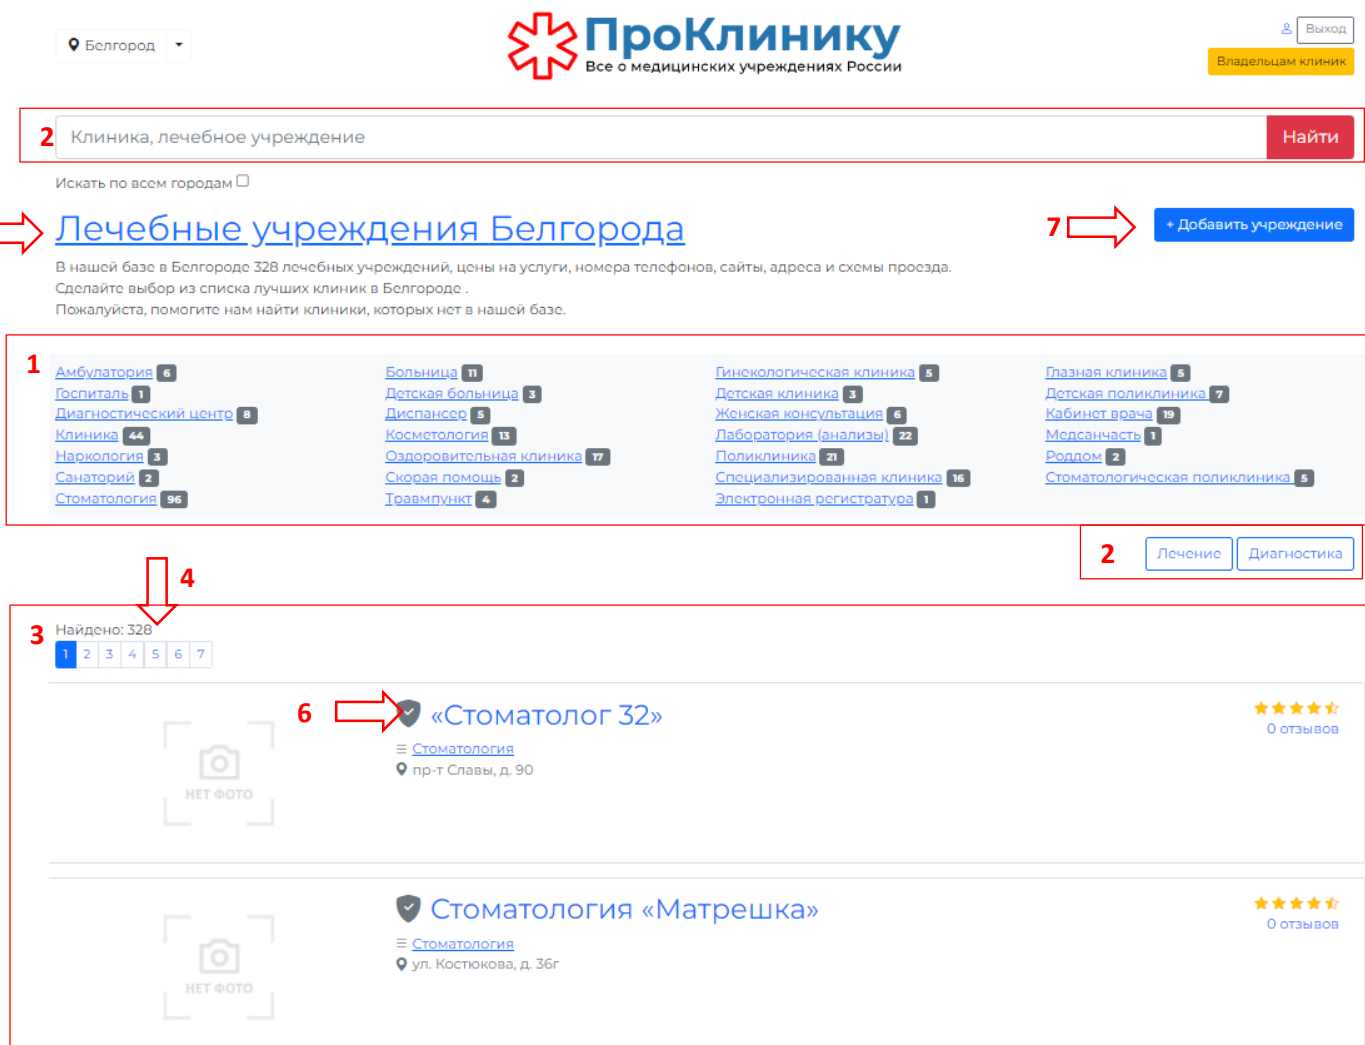 Белгород
ПроКлинику
Все о медицинских учреждениях России
Выход
Владельцам клиник
2
Клиника, лечебное учреждение
Найти
Искать по всем городам
Лечебные учреждения Белгорода
7
+ Добавить учреждение
В нашей базе в Белгороде 328 лечебных учреждений, цены на услуги, номера телефонов, сайты, адреса и схемы проезда.
Сделайте выбор из списка лучших клиник в Белгороде .
Пожалуйста, помогите нам найти клиники, которых нет в нашей базе.
1
Амбулатория 6 Больница 11 Гинекологическая клиника 5 Глазная клиника 5
Госпиталь 1 Детская больница 3 Детская клиника 3 Детская поликлиника 7
Диагностический центр 8 Диспансер 5 Женская консультация 6 Кабинет врача 19
Клиника 44 Косметология 13 Лаборатория (анализы) 22 Медсанчасть 1
Наркология 3 Оздоровительная клиника 17 Поликлиника 21 Роддом 2
Санаторий 2 Скорая помощь 2 Специализированная клиника 16 Стоматологическая поликлиника 5
Стоматология 96 Травмпункт 4 Электронная регистратура 1
2
Лечение Диагностика
4
3
Найдено: 328
1 2 3 4 5 6 7
6
«Стоматолог 32»
0 отзывов
Стоматология
пр-т Славы, д. 90
НЕТ ФОТО
Стоматология «Матрешка»
0 отзывов
Стоматология
ул. Костюкова, д. 36г
НЕТ ФОТО